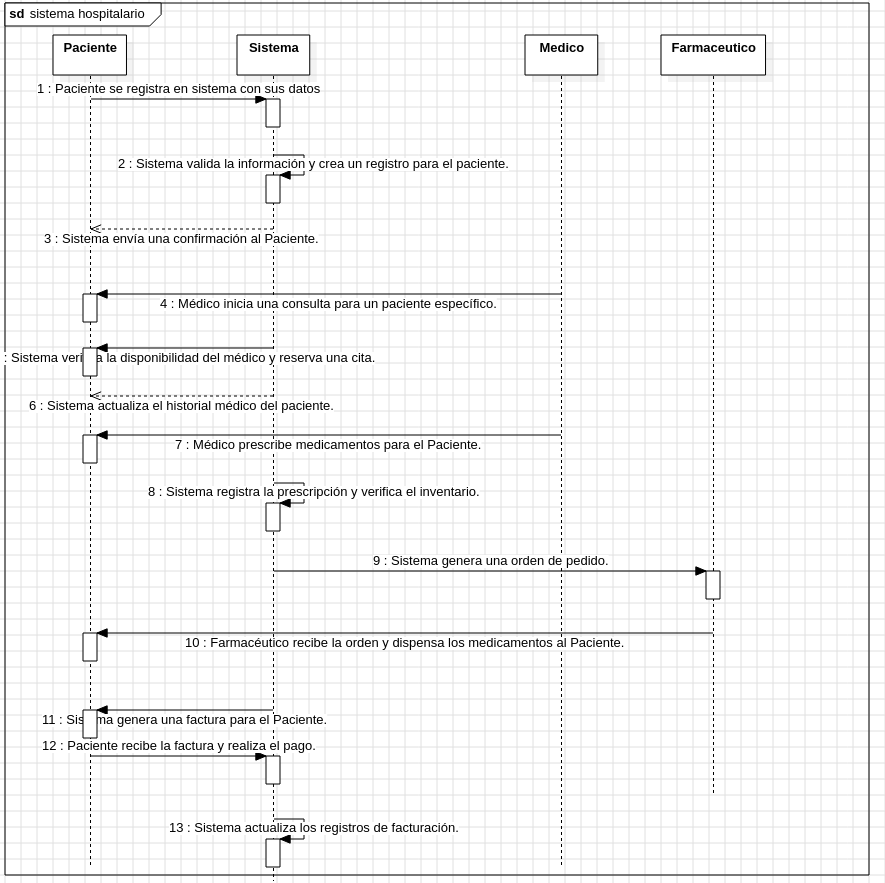 sd sistema hospitalario
Paciente
Sistema
Medico
Farmaceutico
1 : Paciente se registra en sistema con sus datos
2 : Sistema valida la información y crea un registro para el paciente.
3 : Sistema envía una confirmación al Paciente.
4 : Médico inicia una consulta para un paciente específico.
: Sistema verifica la disponibilidad del médico y reserva una cita.
6 : Sistema actualiza el historial médico del paciente.
7 : Médico prescribe medicamentos para el Paciente.
8 : Sistema registra la prescripción y verifica el inventario.
9 : Sistema genera una orden de pedido.
10 : Farmacéutico recibe la orden y dispensa los medicamentos al Paciente.
11 : Sistema genera una factura para el Paciente.
12 : Paciente recibe la factura y realiza el pago.
13 : Sistema actualiza los registros de facturación.